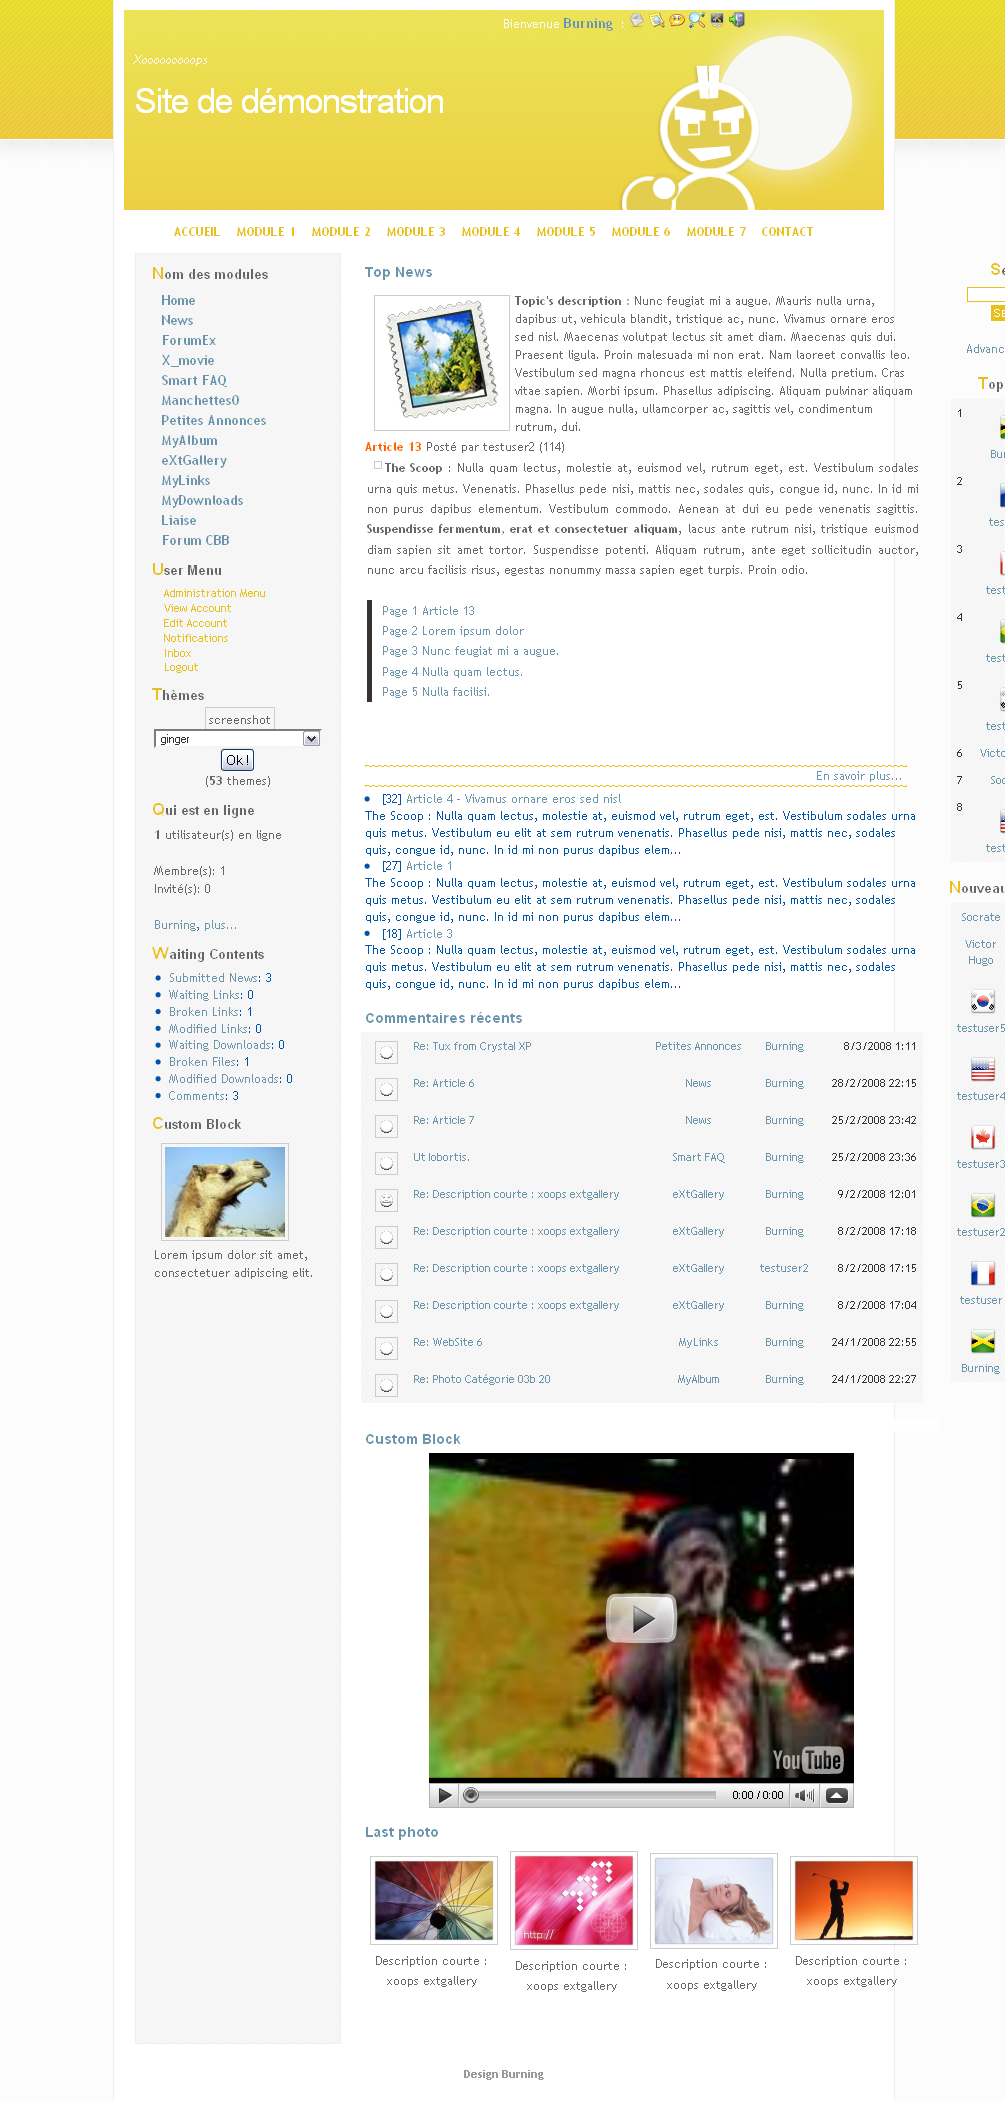 Bienvenue Burning :
Xooooooooops
Site de démonstration
ACCUEIL MODULE 1 MODULE 2 MODULE 3 MODULE 4 MODULE 5 MODULE 6 MODULE 7 CONTACT
Nom des modules
Home
News
ForumEx
X_movie
Smart FAQ
Manchettes0
Petites Annonces
MyAlbum
eXtGallery
MyLinks
MyDownloads
Liaise
Forum CBB
User Menu
Administration Menu
View Account
Edit Account
Notifications
Inbox
Logout
Thèmes
screenshot
ginger
Ok!
(53 themes)
Qui est en ligne
1 utilisateur(s) en ligne
Membre(s): 1
Invité(s): 0
Burning, plus...
Waiting Contents
Submitted News: 3
Waiting Links: 0
Broken Links: 1
Modified Links: 0
Waiting Downloads: 0
Broken Files: 1
Modified Downloads: 0
Comments: 3
Custom Block
Lorem ipsum dolor sit amet,
consectetuer adipiscing elit.
Top News
Topic's description : Nunc feugiat mi a augue. Mauris nulla urna,
dapibus ut, vehicula blandit, tristique ac, nunc. Vivamus ornare eros
sed nisl. Maecenas volutpat lectus sit amet diam. Maecenas quis dui.
Praesent ligula. Proin malesuada mi non erat. Nam laoreet convallis leo.
Vestibulum sed magna rhoncus est mattis eleifend. Nulla pretium. Cras
vitae sapien. Morbi ipsum. Phasellus adipiscing. Aliquam pulvinar aliquam
magna. In augue nulla, ullamcorper ac, sagittis vel, condimentum
rutrum, dui.
Article 13 Posté par testuser2 (114)
The Scoop : Nulla quam lectus, molestie at, euismod vel, rutrum eget, est. Vestibulum sodales
urna quis metus. Venenatis. Phasellus pede nisi, mattis nec, sodales quis, congue id, nunc. In id mi
non purus dapibus elementum. Vestibulum commodo. Aenean at dui eu pede venenatis sagittis.
Suspendisse fermentum, erat et consectetuer aliquam, lacus ante rutrum nisi, tristique euismod
diam sapien sit amet tortor. Suspendisse potenti. Aliquam rutrum, ante eget sollicitudin auctor,
nunc arcu facilisis risus, egestas nonummy massa sapien eget turpis. Proin odio.
Page 1 Article 13
Page 2 Lorem ipsum dolor
Page 3 Nunc feugiat mi a augue.
Page 4 Nulla quam lectus.
Page 5 Nulla facilisi.
En savoir plus...
[32] Article 4 - Vivamus ornare eros sed nisl
The Scoop : Nulla quam lectus, molestie at, euismod vel, rutrum eget, est. Vestibulum sodales urna
quis metus. Vestibulum eu elit at sem rutrum venenatis. Phasellus pede nisi, mattis nec, sodales
quis, congue id, nunc. In id mi non purus dapibus elem...
[27] Article 1
The Scoop : Nulla quam lectus, molestie at, euismod vel, rutrum eget, est. Vestibulum sodales urna
quis metus. Vestibulum eu elit at sem rutrum venenatis. Phasellus pede nisi, mattis nec, sodales
quis, congue id, nunc. In id mi non purus dapibus elem...
[18] Article 3
The Scoop : Nulla quam lectus, molestie at, euismod vel, rutrum eget, est. Vestibulum sodales urna
quis metus. Vestibulum eu elit at sem rutrum venenatis. Phasellus pede nisi, mattis nec, sodales
quis, congue id, nunc. In id mi non purus dapibus elem...
Commentaires récents
Re: Tux from Crystal XP Petites Annonces Burning 8/3/2008 1:11
Re: Article 6 News Burning 28/2/2008 22:15
Re: Article 7 News Burning 25/2/2008 23:42
Ut lobortis. Smart FAQ Burning 25/2/2008 23:36
Re: Description courte : xoops extgallery eXtGallery Burning 9/2/2008 12:01
Re: Description courte : xoops extgallery eXtGallery Burning 8/2/2008 17:18
Re: Description courte : xoops extgallery eXtGallery testuser2 8/2/2008 17:15
Re: Description courte : xoops extgallery eXtGallery Burning 8/2/2008 17:04
Re: WebSite 6 MyLinks Burning 24/1/2008 22:55
Re: Photo Catégorie 03b 20 MyAlbum Burning 24/1/2008 22:27
Custom Block
YouTube
0:00 / 0:00
Last photo
http://
Description courte :
xoops extgallery
Description courte :
xoops extgallery
Description courte :
xoops extgallery
Description courte :
xoops extgallery
Se
SE
Advanc
Top
1
Bur
2
tes
3
test
4
test
5
test
6 Victo
7 Soc
8
test
Nouveau
Socrate
Victor
Hugo
testuser5
testuser4
testuser3
testuser2
testuser
Burning
Design Burning